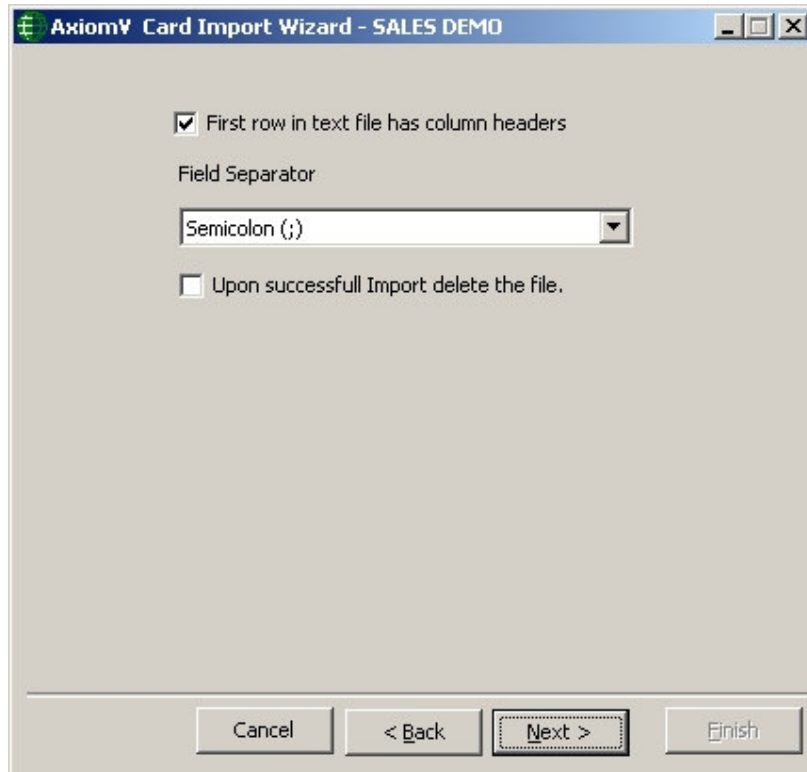 AxiomV Card Import Wizard - SALES DEMO
First row in text file has column headers
Field Separator
Semicolon (;)
Upon successfull Import delete the file.
Cancel < Back Next > Finish